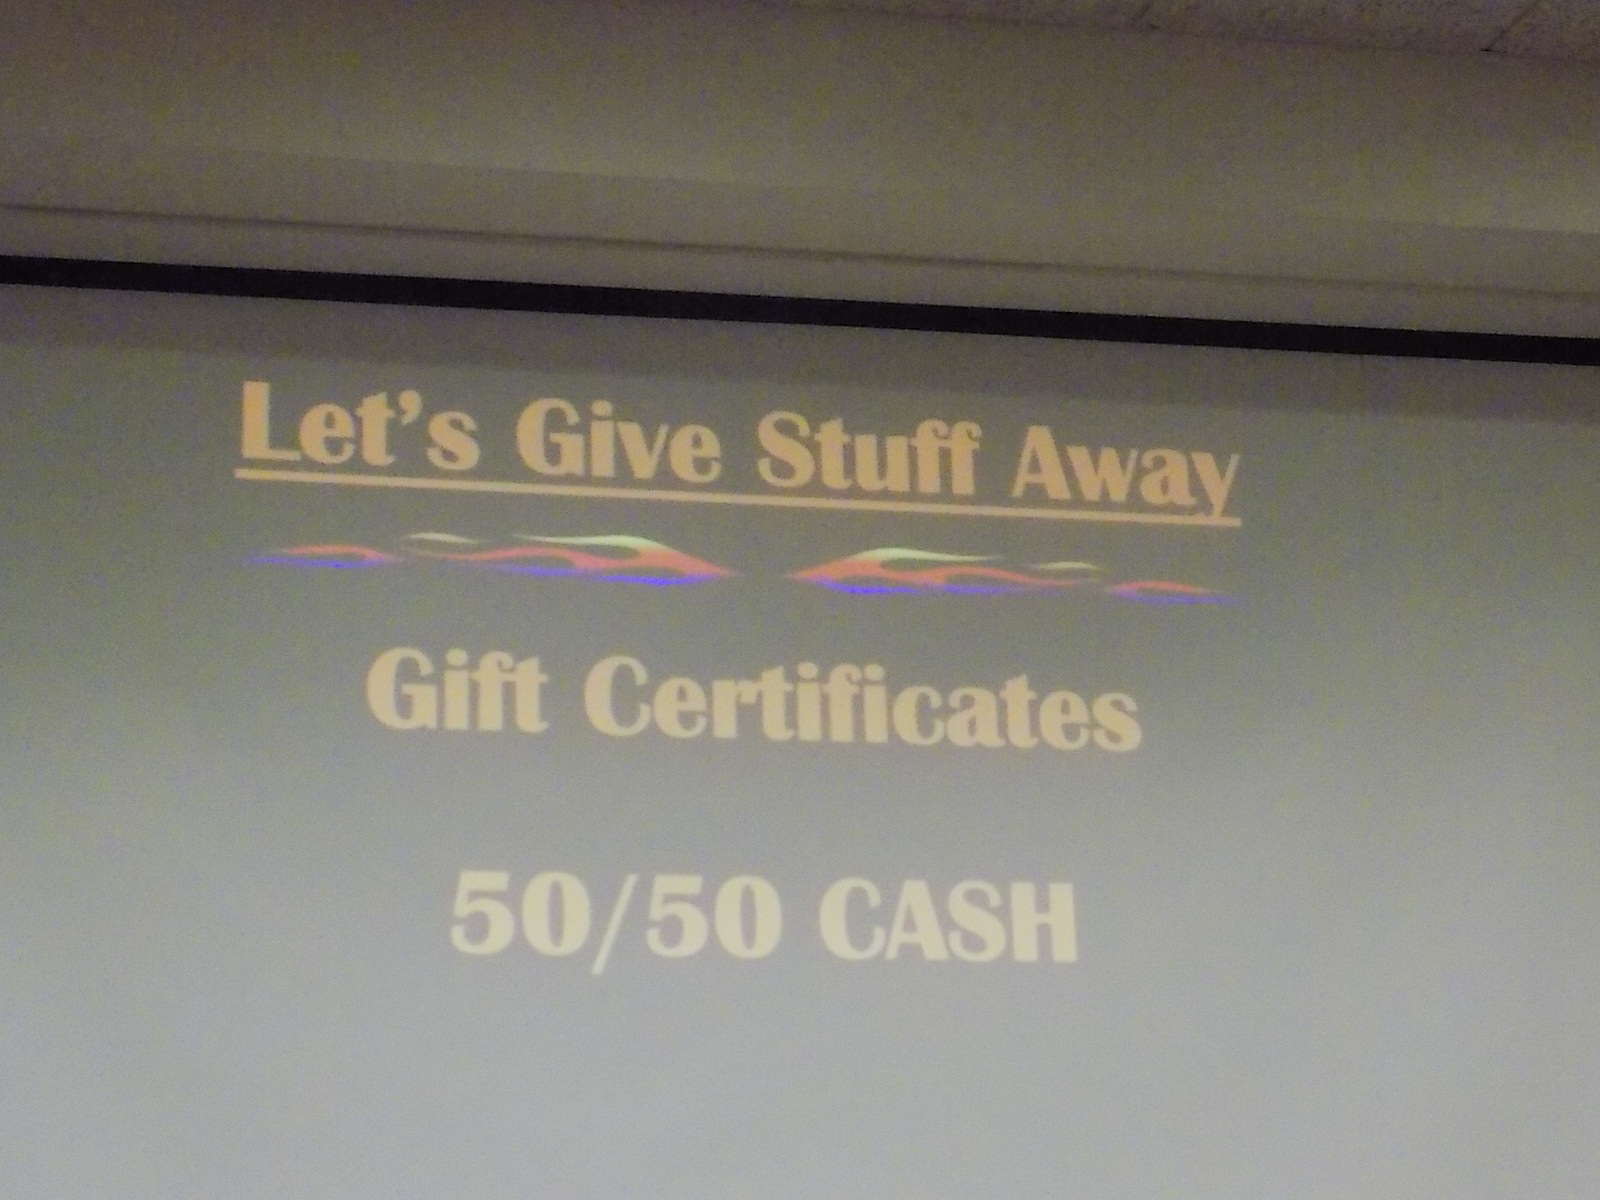 Let's Give Stuff Away
Gift Certificates
50/50 CASH